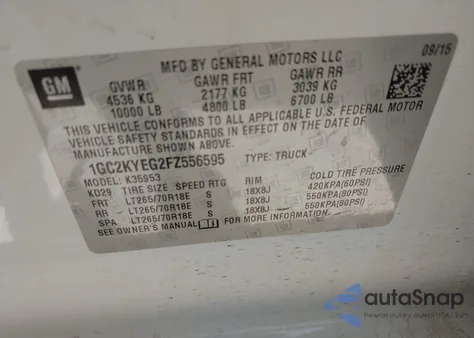 GM
MFD BY GENERAL MOTORS LLC 09/15
GVWR GAWR FRT GAWR RR
4536 KG 2177 KG 3039 KG
10000 LB 4800 LB 6700 LB
THIS VEHICLE CONFORMS TO ALL APPLICABLE U.S. FEDERAL MOTOR
VEHICLE SAFETY STANDARDS IN EFFECT ON THE DATE OF
MANUFACTURE SHOWN ABOVE.
1GC2KYEG2FZ556595 TYPE: TRUCK
MODEL: K35953
K029 TIRE SIZE SPEED RTG RIM COLD TIRE PRESSURE
FRT LT265/70R18E S 18X8J 420KPA(60PSI)
RR LT265/70R18E S 18X8J 550KPA(80PSI)
SPA LT265/70R18E S 18X8J 550KPA(80PSI)
SEE OWNER'S MANUAL FOR ADDITIONAL INFORMATION.
autoSnap